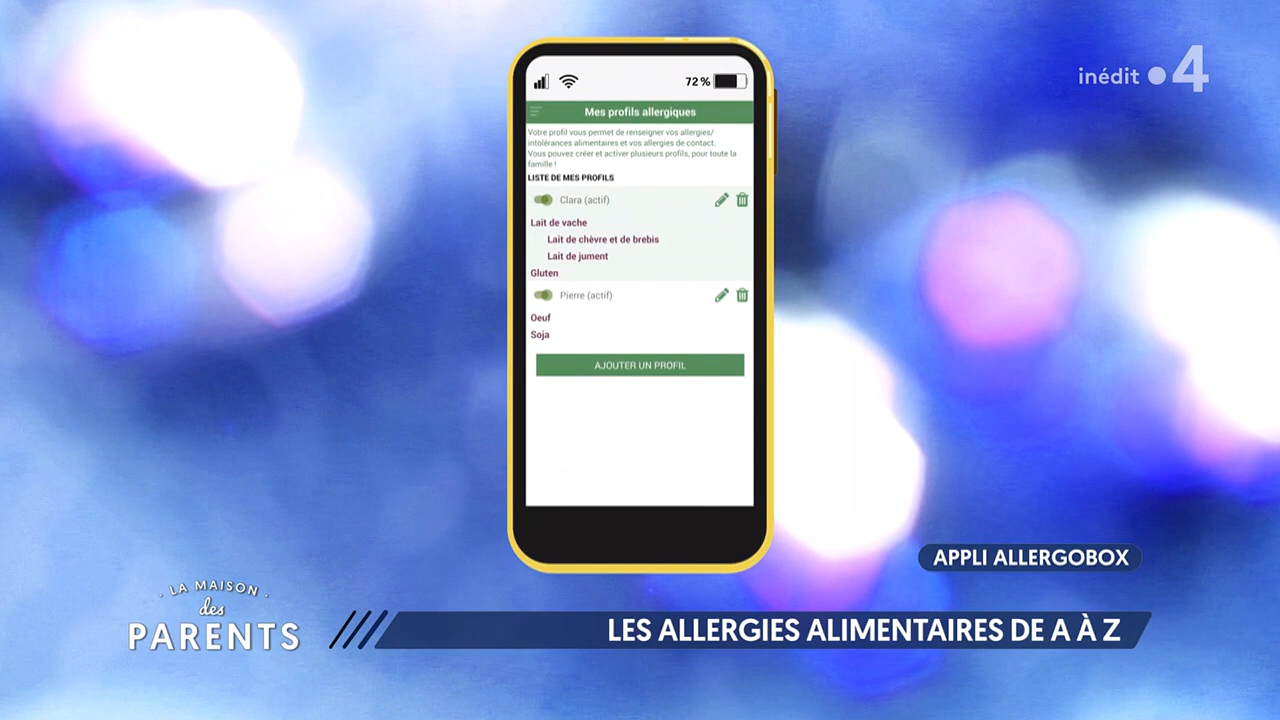 inédit 4
72 %
Mes profils allergiques
Votre profil vous permet de renseigner vos allergies/
intolérances alimentaires et vos allergies de contact.
Vous pouvez créer et activer plusieurs profils, pour toute la
famille !
LISTE DE MES PROFILS
Clara (actif)
Lait de vache
Lait de chèvre et de brebis
Lait de jument
Gluten
Pierre (actif)
Oeuf
Soja
AJOUTER UN PROFIL
APPLI ALLERGOBOX
· LA MAISON ·
des
PARENTS
LES ALLERGIES ALIMENTAIRES DE A À Z